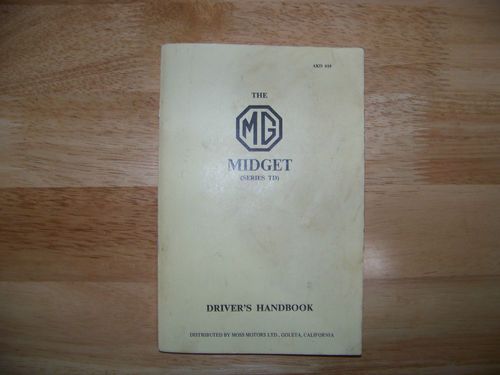 THE
MG
MIDGET
(SERIES TD)
DRIVER'S HANDBOOK
DISTRIBUTED BY MOSS MOTORS LTD., GOLETA, CALIFORNIA